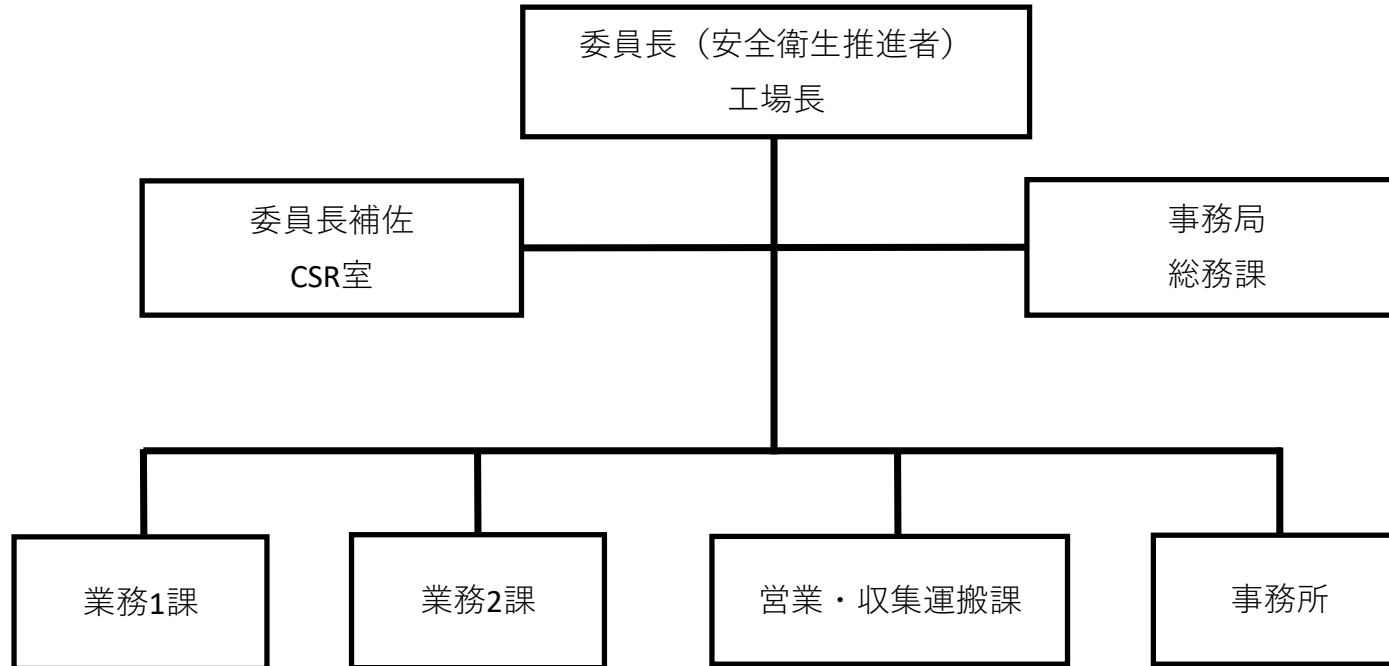 委員長（安全衛生推進者）
工場長
委員長補佐
CSR室
事務局
総務課
業務1課
業務2課
営業・収集運搬課
事務所